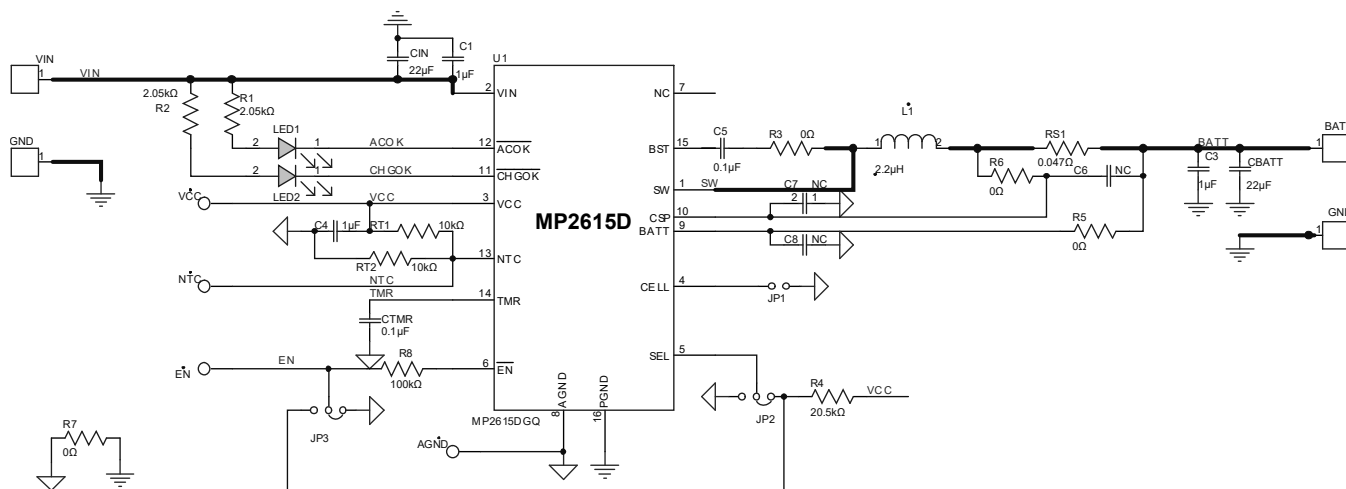 VIN
1
VIN
CIN
22µF
C1
1µF
U1
2.05kΩ
R2
R1
2.05kΩ
2
VIN
NC
7
GND
1
LED1
2
1
ACOK
12
ACOK
2
1
CHGOK
11
CHGOK
LED2
VCC
VCC
3
VCC
C4
1µF
RT1
10kΩ
RT2
10kΩ
13
NTC
NTC
NTC
TMR
14
TMR
CTMR
0.1µF
EN
EN
R8
100kΩ
6
EN
JP3
MP2615D
MP2615DGQ
AGND
8
PGND
16
AGND
R7
0Ω
BST
15
C5
0.1µF
R3
0Ω
L1
1
2
2.2µH
RS1
0.047Ω
BATT
R6
0Ω
C6
NC
C3
1µF
CBATT
22µF
1
BAT
SW
1
SW
C7
NC
2
1
CSP
10
BATT
9
C8
NC
R5
0Ω
GN
1
CELL
4
JP1
SEL
5
JP2
R4
20.5kΩ
VCC